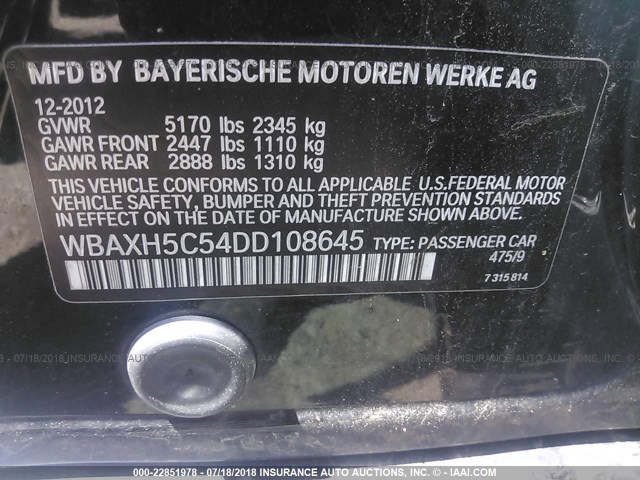 MFD BY BAYERISCHE MOTOREN WERKE AG
12-2012
GVWR 5170 lbs 2345 kg
GAWR FRONT 2447 lbs 1110 kg
GAWR REAR 2888 lbs 1310 kg
THIS VEHICLE CONFORMS TO ALL APPLICABLE U.S.FEDERAL MOTOR
VEHICLE SAFETY, BUMPER AND THEFT PREVENTION STANDARDS
IN EFFECT ON THE DATE OF MANUFACTURE SHOWN ABOVE.
WBAXH5C54DD108645 TYPE: PASSENGER CAR
475/9
7 315 814
000-22851978 - 07/18/2018 - INSURANCE AUTO AUCTIONS - IAAI.COM